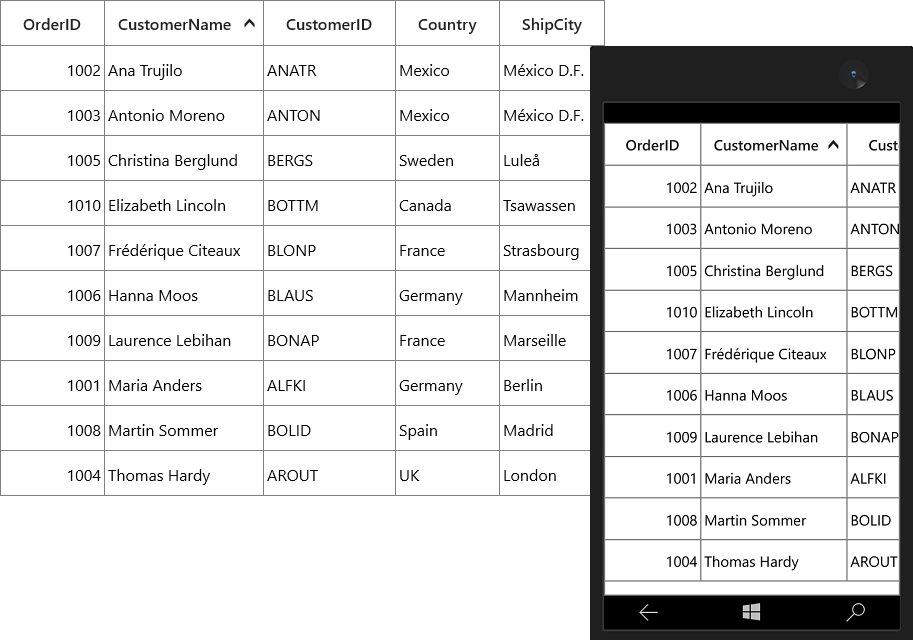 OrderID CustomerName CustomerID Country ShipCity
1002 Ana Trujilo ANATR Mexico México D.F.
1003 Antonio Moreno ANTON Mexico México D.F.
1005 Christina Berglund BERGS Sweden Luleå
1010 Elizabeth Lincoln BOTTM Canada Tsawassen
1007 Frédérique Citeaux BLONP France Strasbourg
1006 Hanna Moos BLAUS Germany Mannheim
1009 Laurence Lebihan BONAP France Marseille
1001 Maria Anders ALFKI Germany Berlin
1008 Martin Sommer BOLID Spain Madrid
1004 Thomas Hardy AROUT UK London
OrderID CustomerName Cust
1002 Ana Trujilo ANATR
1003 Antonio Moreno ANTON
1005 Christina Berglund BERGS
1010 Elizabeth Lincoln BOTTM
1007 Frédérique Citeaux BLONP
1006 Hanna Moos BLAUS
1009 Laurence Lebihan BONAP
1001 Maria Anders ALFKI
1008 Martin Sommer BOLID
1004 Thomas Hardy AROUT